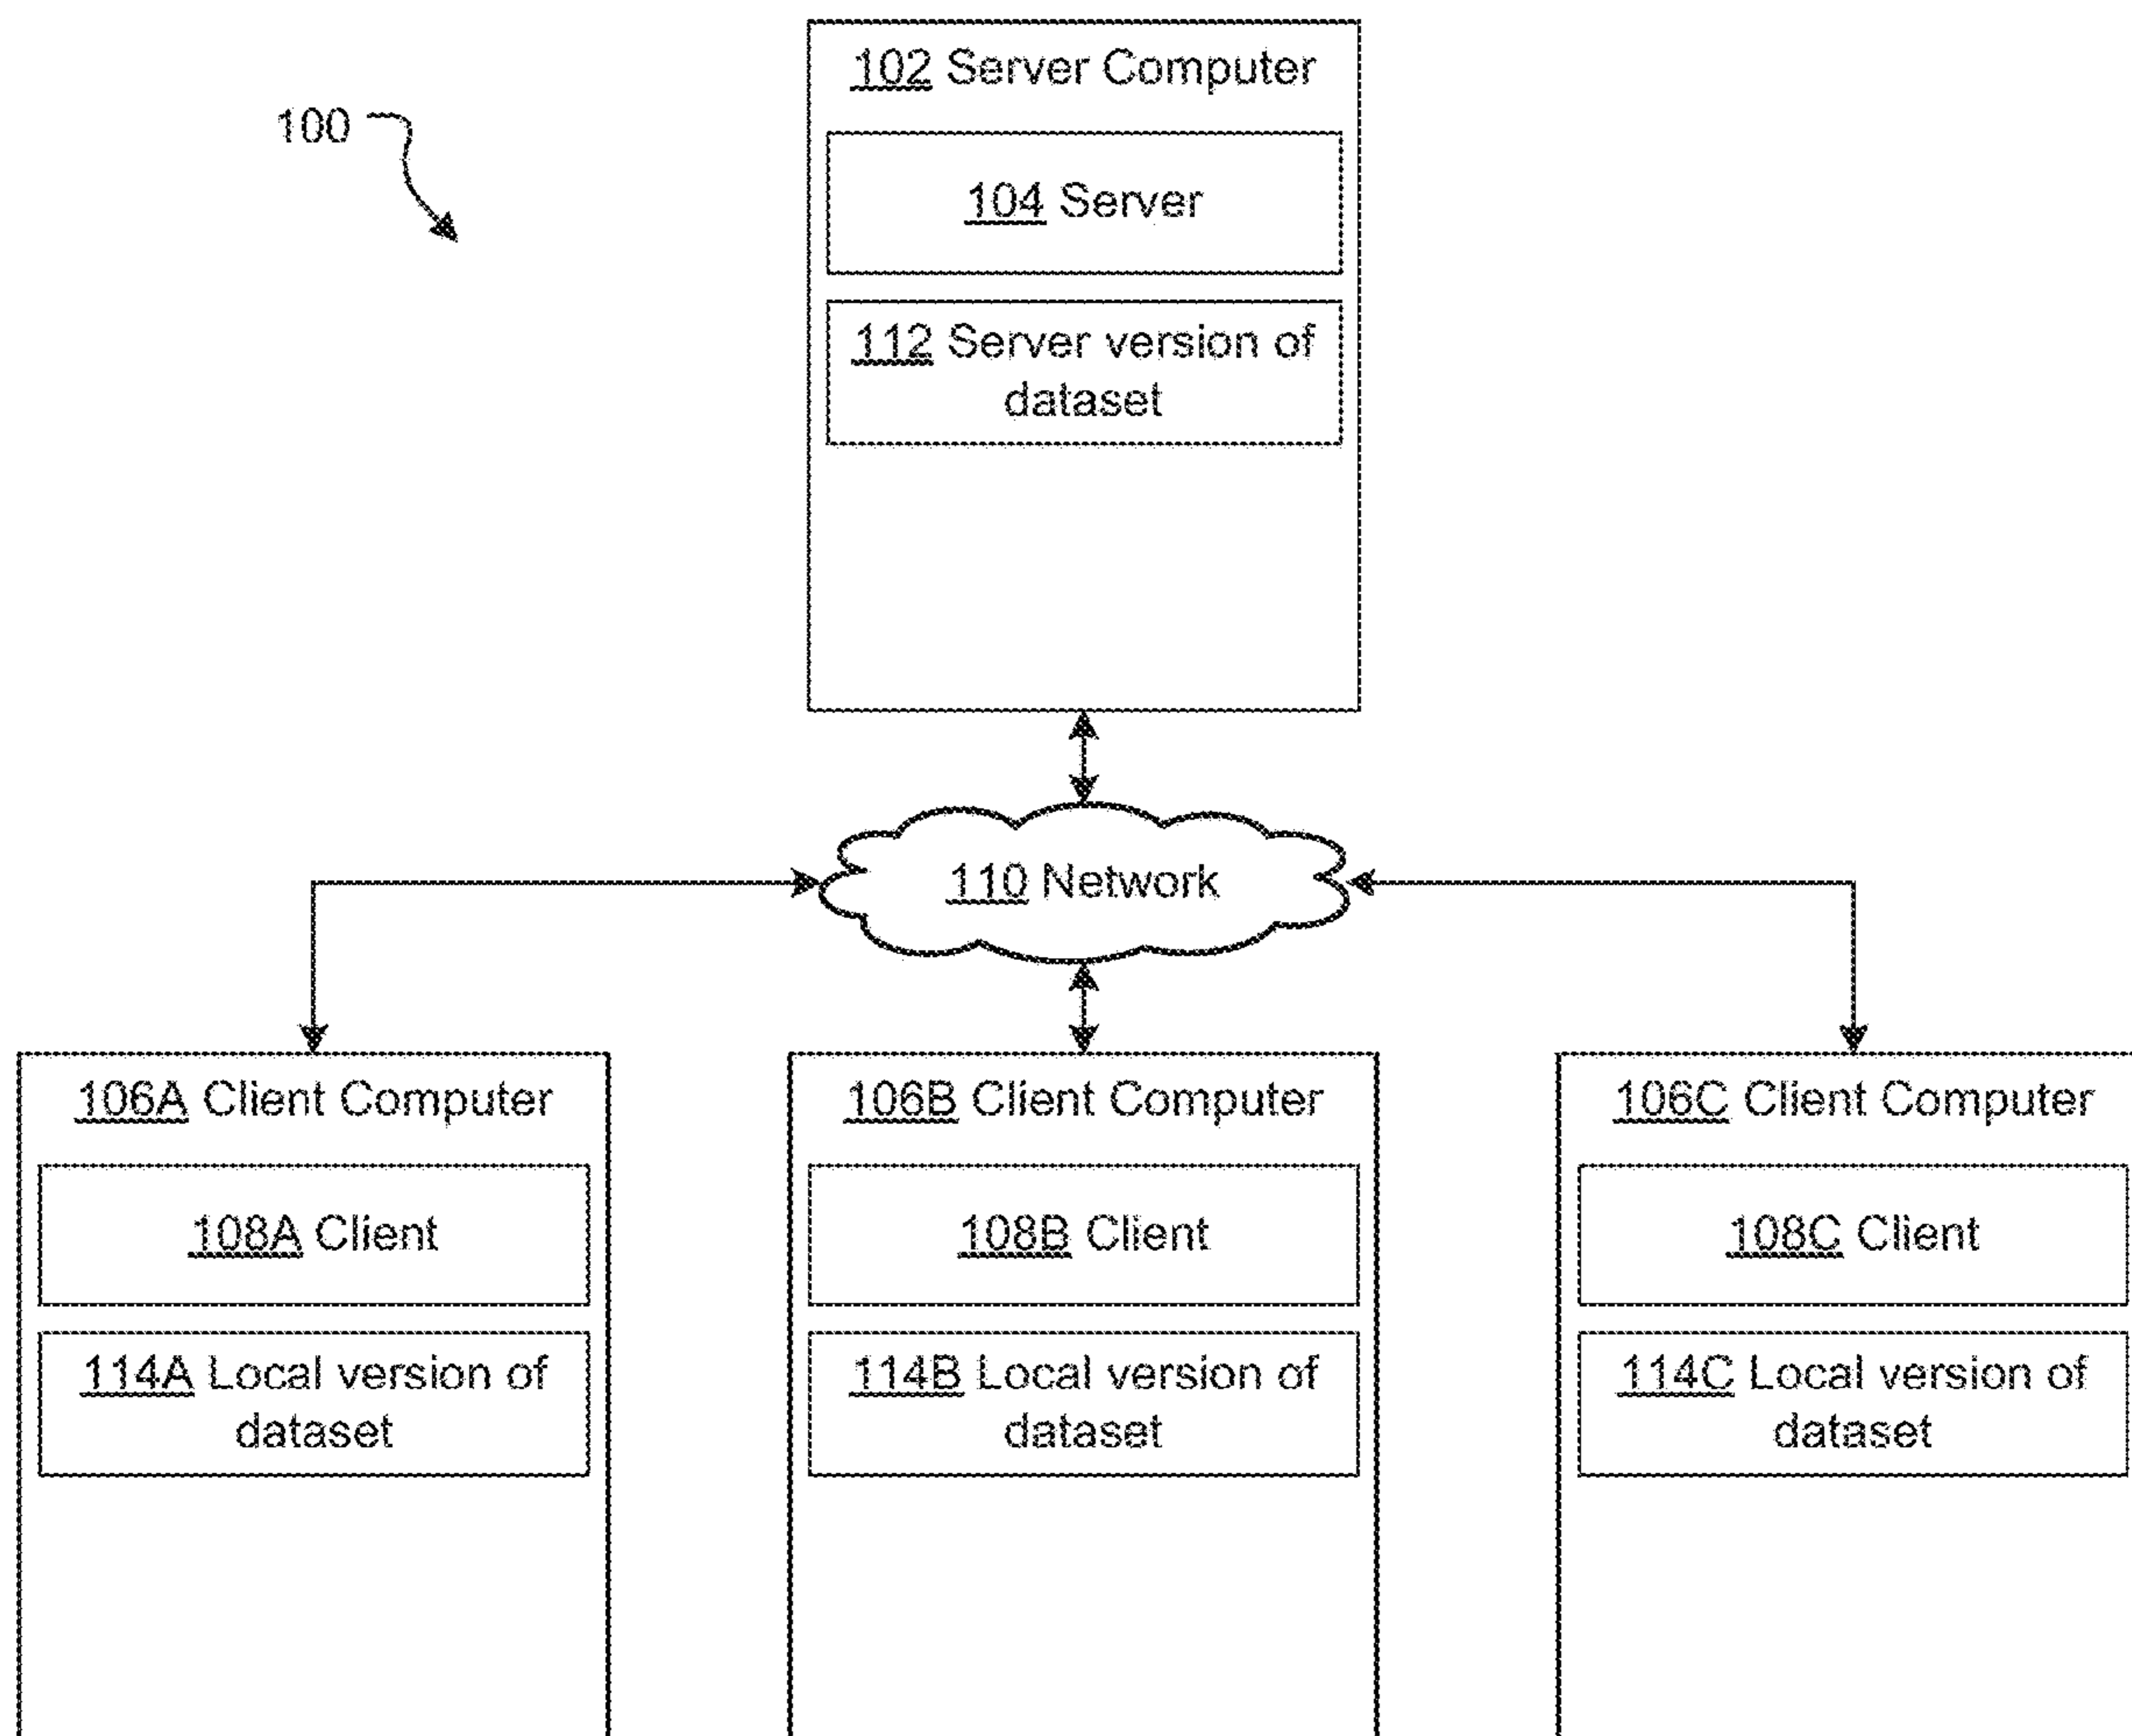 102 Server Computer
100
104 Server
112 Server version of
dataset
110 Network
106A Client Computer
106B Client Computer
106C Client Computer
108A Client
108B Client
108C Client
114A Local version of
dataset
114B Local version of
dataset
114C Local version of
dataset